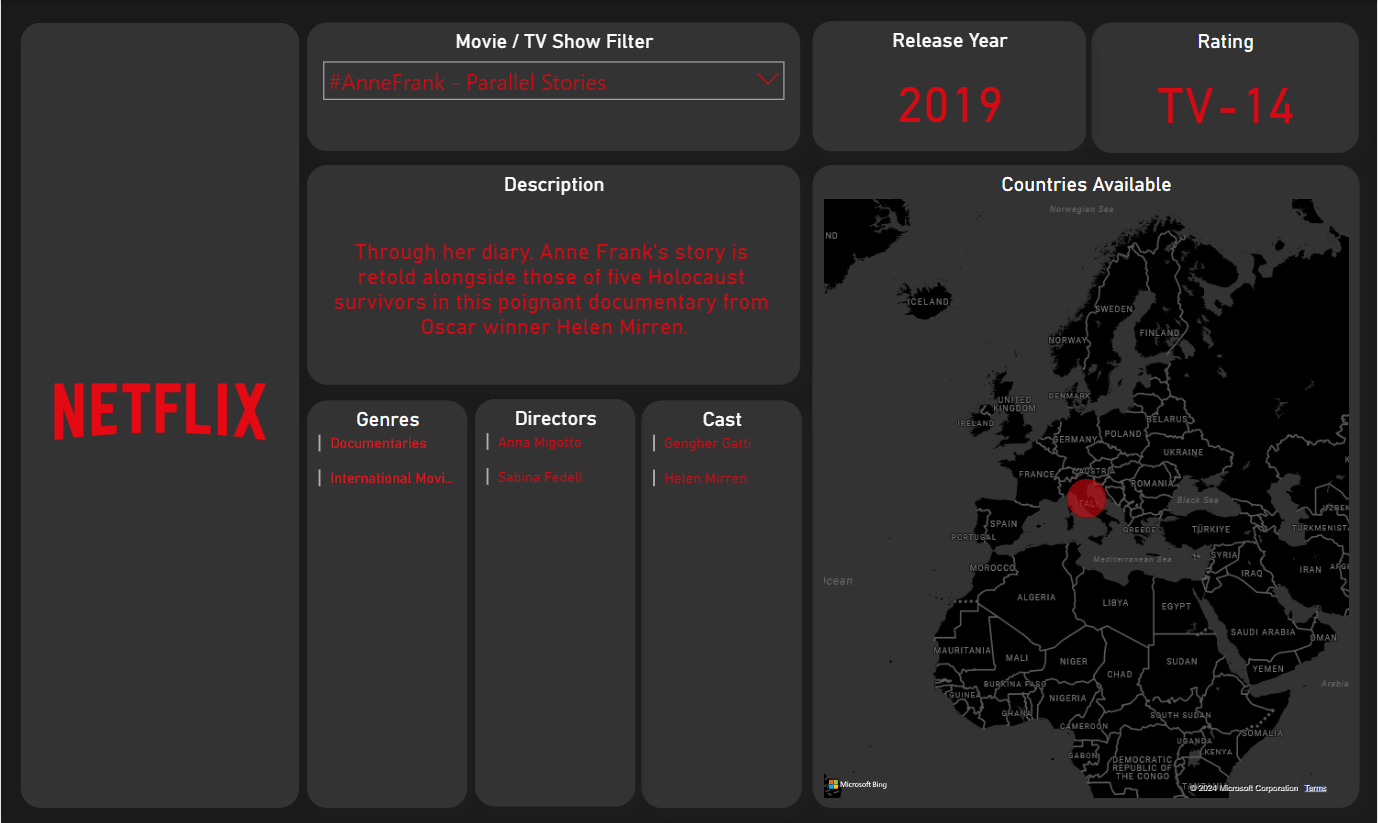 NETFLIX
Movie / TV Show Filter
#AnneFrank - Parallel Stories
Release Year
2019
Rating
TV-14
Description
Through her diary, Anne Frank's story is
retold alongside those of five Holocaust
survivors in this poignant documentary from
Oscar winner Helen Mirren.
Genres
Documentaries
International Movi...
Directors
Anna Migotto
Sabina Fedeli
Cast
Gengher Gatti
Helen Mirren
Countries Available
Norwegian Sea
ND
ICELAND
SWEDEN
FINLAND
NORWAY
DENMARK
UNITED
KINGDOM
IRELAND
BELARUS
POLAND
GERMANY
UKRAINE
FRANCE
AUSTRIA
ROMANIA
ITALY
Black Sea
SPAIN
PORTUGAL
GREECE
TÜRKIYE
UZBEK
TURKMENISTA
Mediterranean Sea
SYRIA
MOROCCO
IRAQ
IRAN
AFG
cean
ALGERIA
LIBYA
EGYPT
SAUDI ARABIA
OMAN
MAURITANIA
MALI
NIGER
CHAD
SUDAN
YEMEN
Arabia
BURKINA FASO
GUINEA
NIGERIA
GHANA
SOUTH SUDAN
CAMEROON
SOMALIA
UGANDA
KENYA
GABON
DEMOCRATIC
REPUBLIC OF
THE CONGO
Microsoft Bing
© 2024 Microsoft Corporation Terms